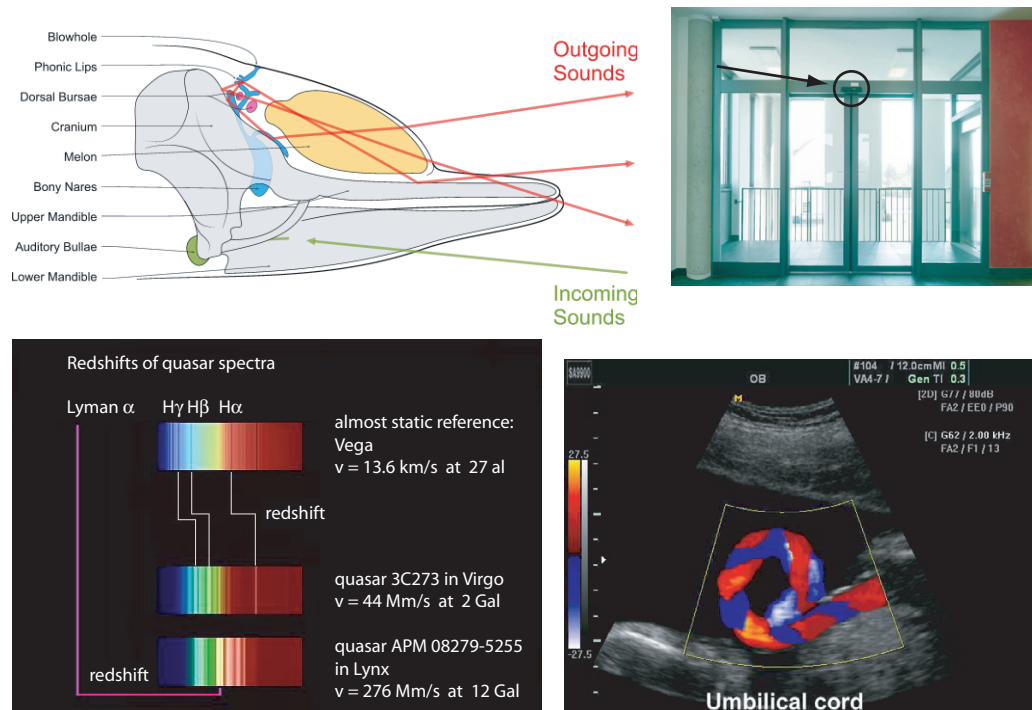 Blowhole
Phonic Lips
Dorsal Bursae
Cranium
Melon
Bony Nares
Upper Mandible
Auditory Bullae
Lower Mandible
Outgoing
Sounds
Incoming
Sounds
Redshifts of quasar spectra
Lyman α
Hγ Hβ Hα
almost static reference:
Vega
v = 13.6 km/s at 27 al
redshift
quasar 3C273 in Virgo
v = 44 Mm/s at 2 Gal
quasar APM 08279-5255
in Lynx
v = 276 Mm/s at 12 Gal
redshift
SA9900
OB
#104 / 12.0cm MI 0.5
VA4-7 / Gen TI 0.3
[2D] G77 / 80dB
FA2 / EE0 / P90
[C] G62 / 2.00 kHz
FA2 / F1 / 13
M
27.5
-27.5
Umbilical cord